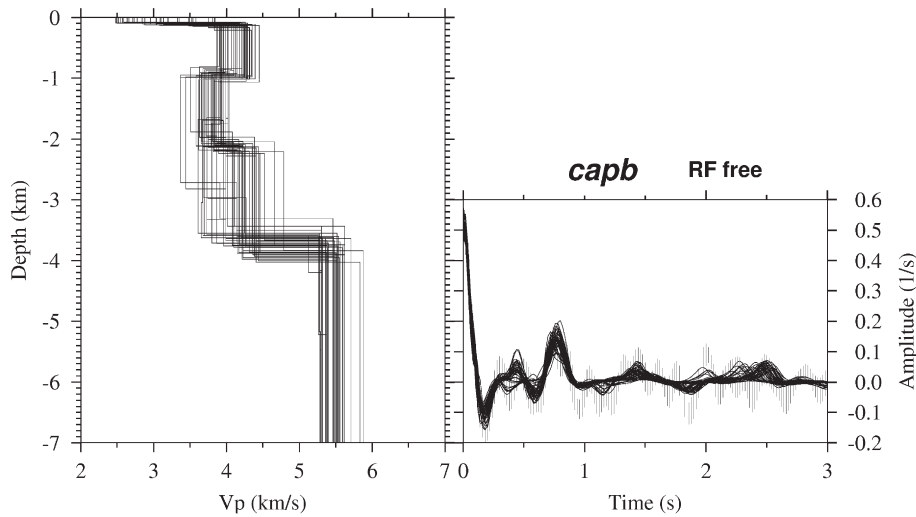 0
-1
-2
-3
-4
-5
-6
-7
Depth (km)
2 3 4 5 6 7
Vp (km/s)
capb RF free
0.6
0.5
0.4
0.3
0.2
0.1
0.0
-0.1
-0.2
Amplitude (1/s)
0 1 2 3
Time (s)